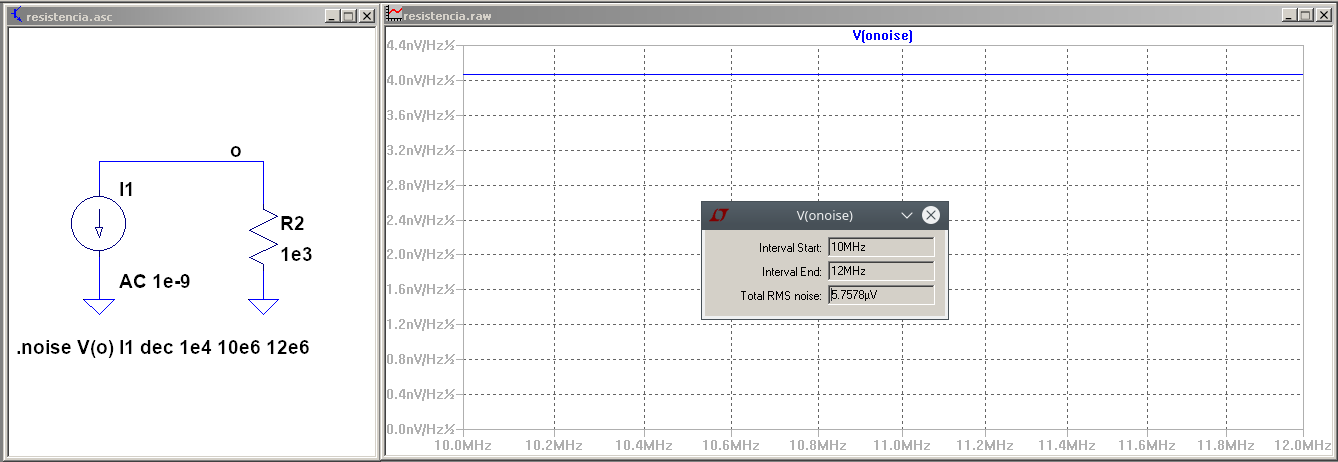 resistencia.asc
o
I1
R2
1e3
AC 1e-9
.noise V(o) I1 dec 1e4 10e6 12e6
resistencia.raw
V(onoise)
4.4nV/Hz½
4.0nV/Hz½
3.6nV/Hz½
3.2nV/Hz½
2.8nV/Hz½
2.4nV/Hz½
2.0nV/Hz½
1.6nV/Hz½
1.2nV/Hz½
0.8nV/Hz½
0.4nV/Hz½
0.0nV/Hz½
10.0MHz 10.2MHz 10.4MHz 10.6MHz 10.8MHz 11.0MHz 11.2MHz 11.4MHz 11.6MHz 11.8MHz 12.0MHz
V(onoise)
Interval Start: 10MHz
Interval End: 12MHz
Total RMS noise: 5.7578µV